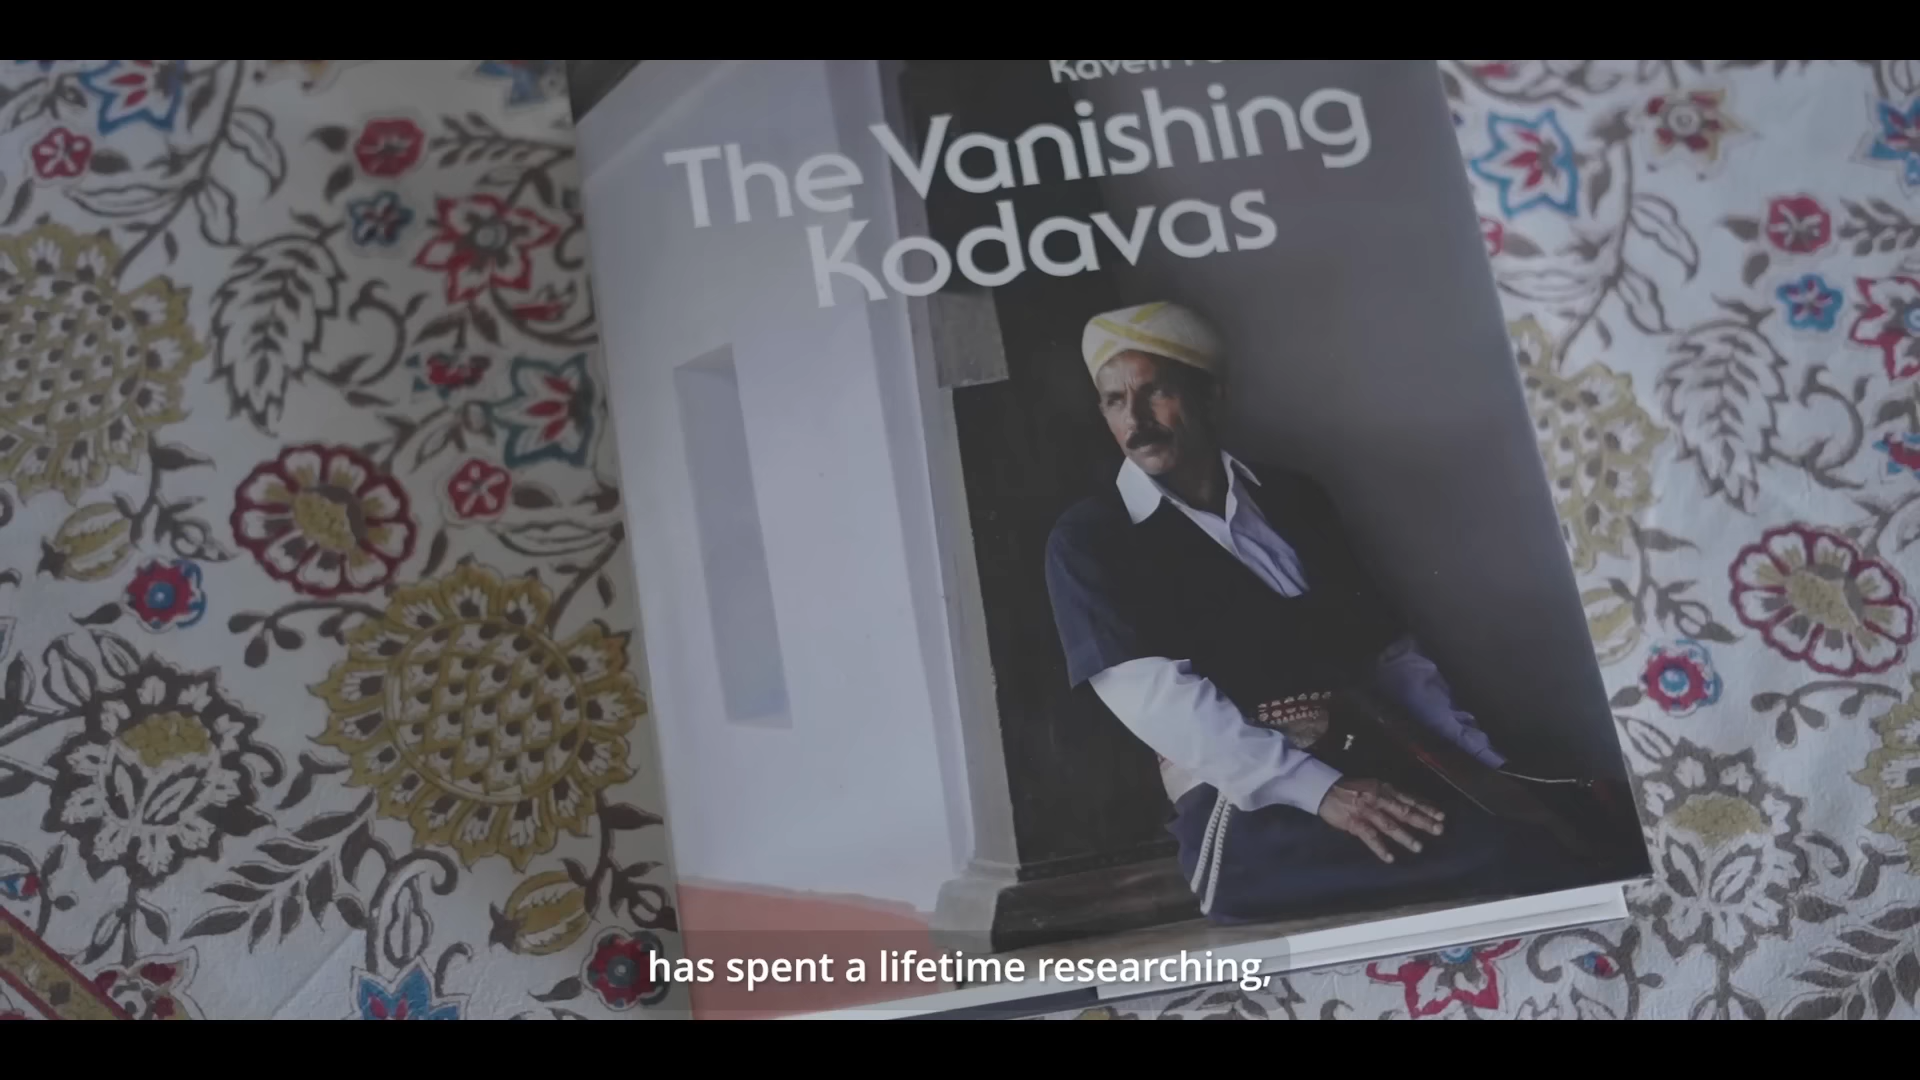 The Vanishing
Kodavas
has spent a lifetime researching,